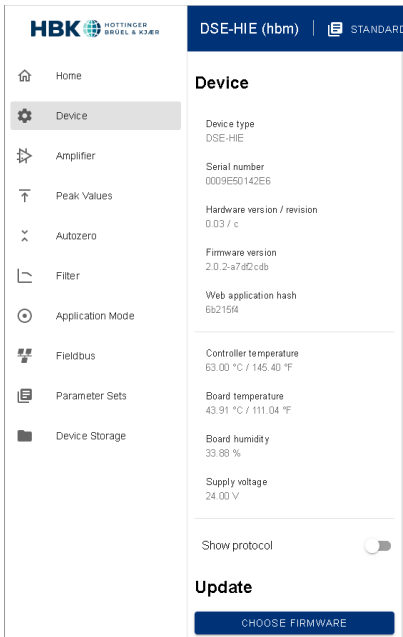 HBK HOTTINGER
BRÜEL & KJÆR
DSE-HIE (hbm)
STANDARD
Home
Device
Amplifier
Peak Values
Autozero
Filter
Application Mode
Fieldbus
Parameter Sets
Device Storage
Device
Device type
DSE-HIE
Serial number
0009E50142E6
Hardware version / revision
0.03 / c
Firmware version
2.0.2-a7df2cdb
Web application hash
6b215f4
Controller temperature
63.00 °C / 145.40 °F
Board temperature
43.91 °C / 111.04 °F
Board humidity
33.88 %
Supply voltage
24.00 V
Show protocol
Update
CHOOSE FIRMWARE